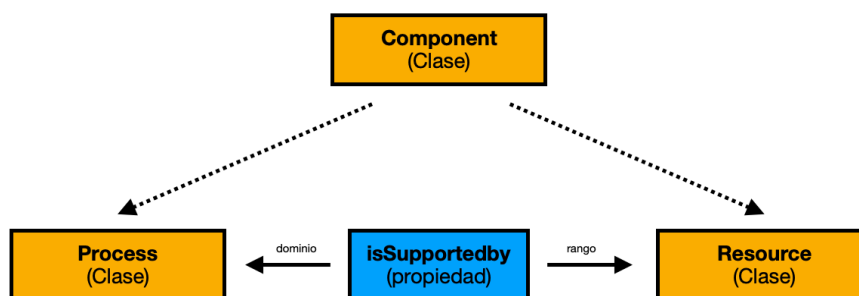 Component
(Clase)
Process
(Clase)
dominio
isSupportedby
(propiedad)
rango
Resource
(Clase)